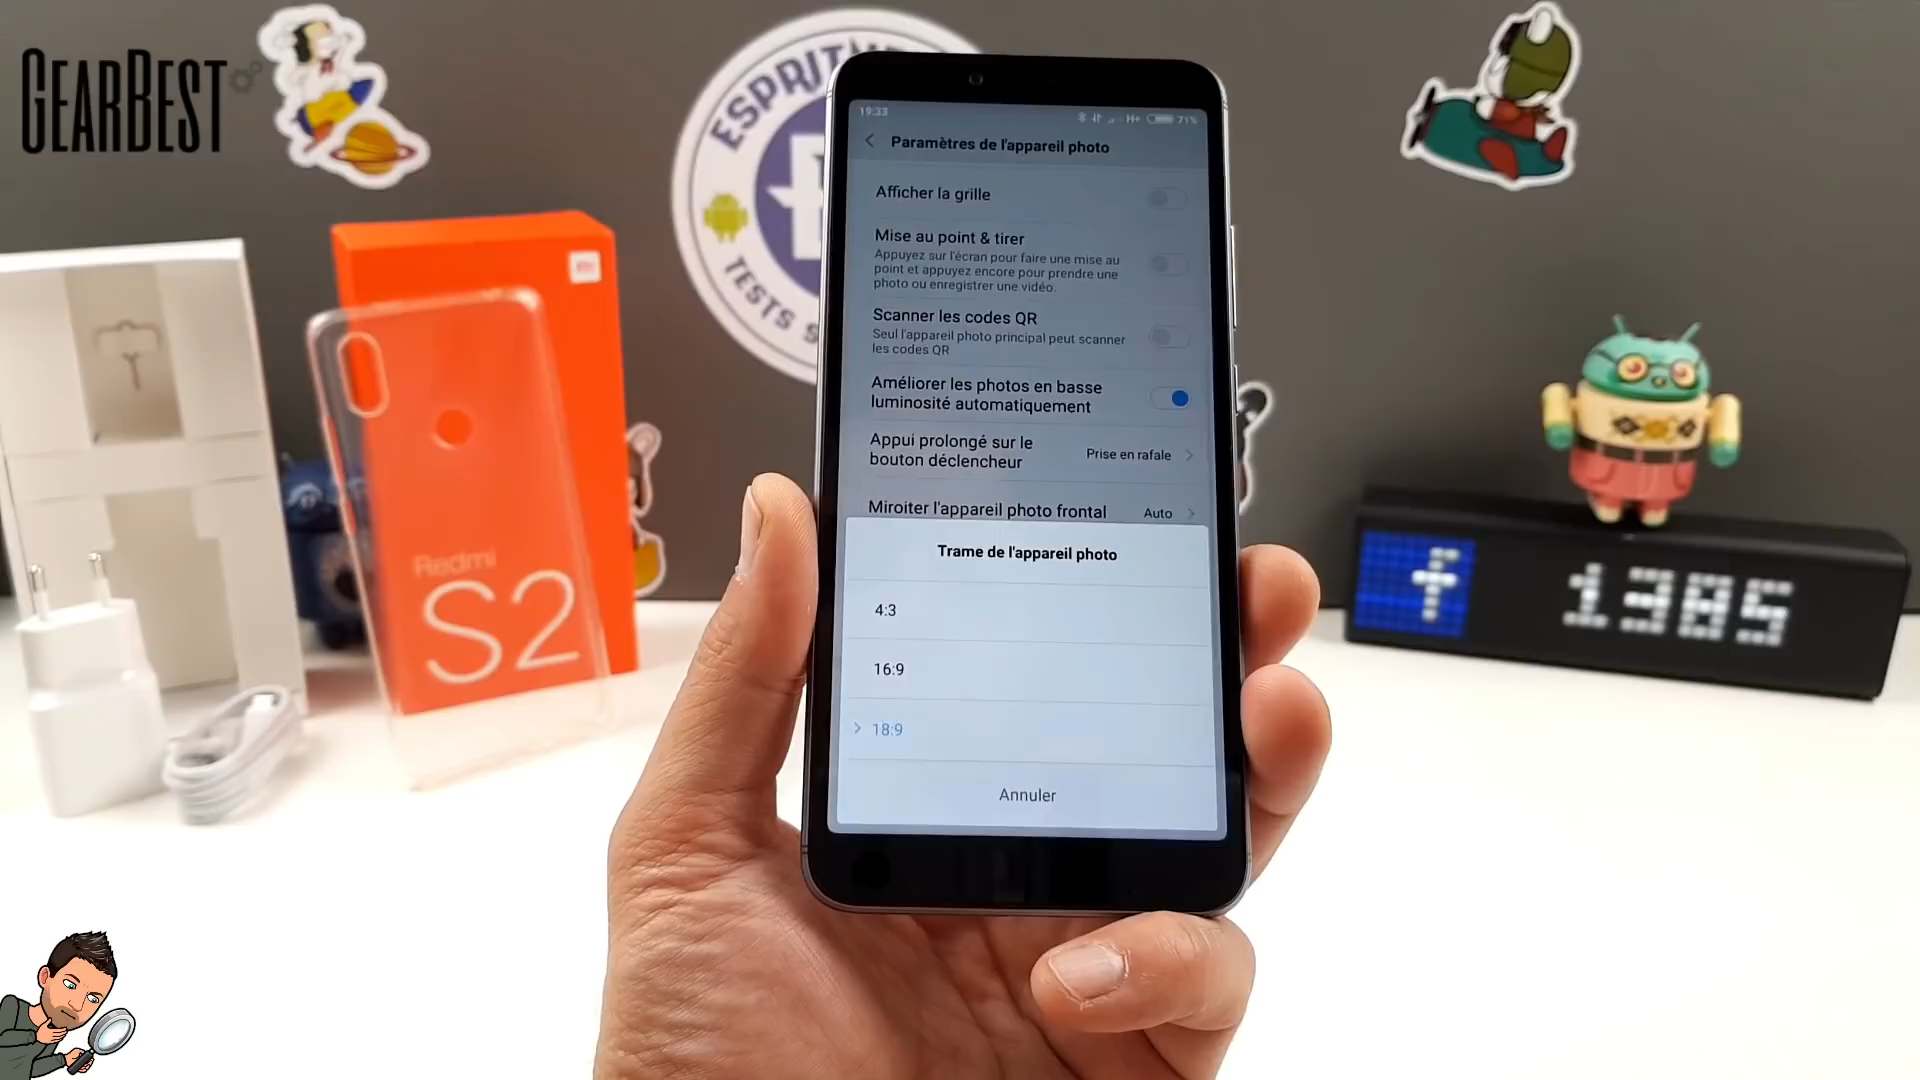 GEARBEST
ESPRIT
TESTS S
19:33
H+ 71%
Paramètres de l'appareil photo
Afficher la grille
Mise au point & tirer
Appuyez sur l'écran pour faire une mise au
point et appuyez encore pour prendre une
photo ou enregistrer une vidéo.
Scanner les codes QR
Seul l'appareil photo principal peut scanner
les codes QR
Améliorer les photos en basse
luminosité automatiquement
Appui prolongé sur le
bouton déclencheur
Prise en rafale
Miroiter l'appareil photo frontal
Auto
Trame de l'appareil photo
4:3
16:9
18:9
Annuler
mi
Redmi
S2
f 1385